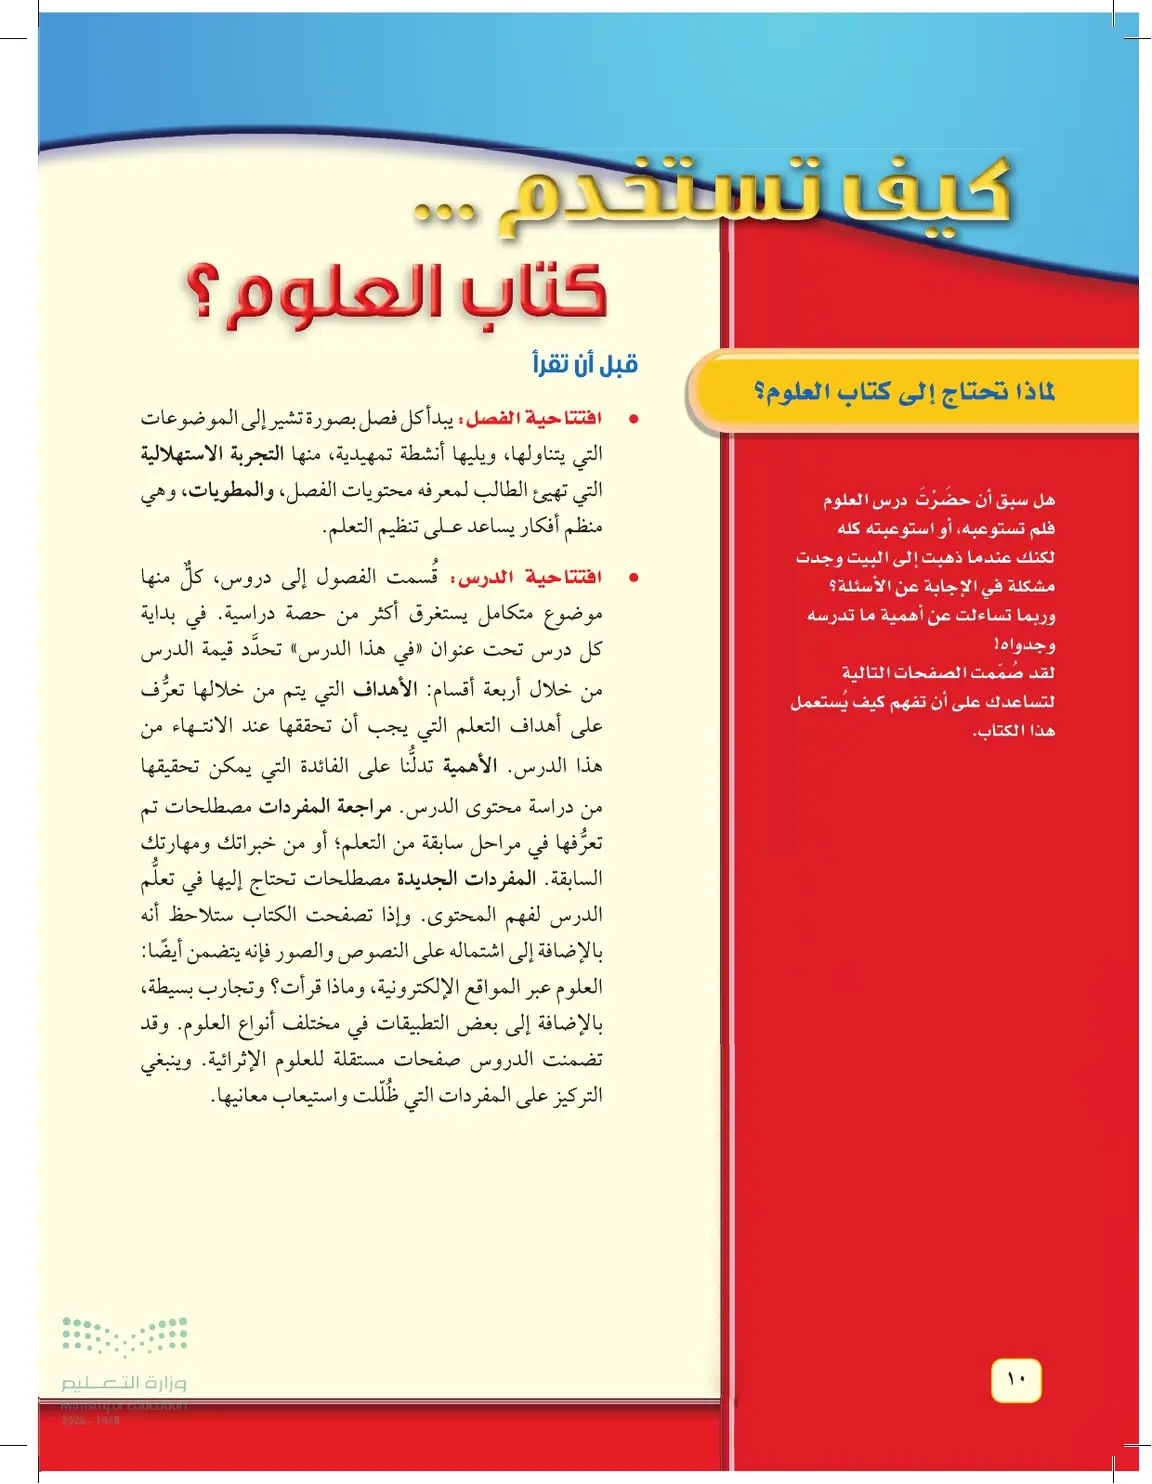 كيف تستخدم ...
كتاب العلوم؟
لماذا تحتاج إلى كتاب العلوم؟
هل سبق أن حضَرْتَ درس العلوم
فلم تستوعبه، أو استوعبته كله
لكنك عندما ذهبت إلى البيت وجدت
مشكلة في الإجابة عن الأسئلة؟
وربما تساءلت عن أهمية ما تدرسه
وجدواه!
لقد صُمّمت الصفحات التالية
لتساعدك على أن تفهم كيف يُستعمل
هذا الكتاب.
قبل أن تقرأ
• افتتاحية الفصل: يبدأ كل فصل بصورة تشير إلى الموضوعات
التي يتناولها، ويليها أنشطة تمهيدية، منها التجربة الاستهلالية
التي تهيئ الطالب لمعرفه محتويات الفصل، والمطويات، وهي
منظم أفكار يساعد على تنظيم التعلم.
• افتتاحية الدرس: قُسمت الفصول إلى دروس، كلٌّ منها
موضوع متكامل يستغرق أكثر من حصة دراسية. في بداية
كل درس تحت عنوان «في هذا الدرس» تحدَّد قيمة الدرس
من خلال أربعة أقسام: الأهداف التي يتم من خلالها تعرُّف
على أهداف التعلم التي يجب أن تحققها عند الانتهاء من
هذا الدرس. الأهمية تدلُّنا على الفائدة التي يمكن تحقيقها
من دراسة محتوى الدرس. مراجعة المفردات مصطلحات تم
تعرُّفها في مراحل سابقة من التعلم؛ أو من خبراتك ومهارتك
السابقة. المفردات الجديدة مصطلحات تحتاج إليها في تعلُّم
الدرس لفهم المحتوى. وإذا تصفحت الكتاب ستلاحظ أنه
بالإضافة إلى اشتماله على النصوص والصور فإنه يتضمن أيضًا:
العلوم عبر المواقع الإلكترونية، وماذا قرأت؟ وتجارب بسيطة،
بالإضافة إلى بعض التطبيقات في مختلف أنواع العلوم. وقد
تضمنت الدروس صفحات مستقلة للعلوم الإثرائية. وينبغي
التركيز على المفردات التي ظُلّلت واستيعاب معانيها.
١٠
وزارة التعليم
Ministry of Education